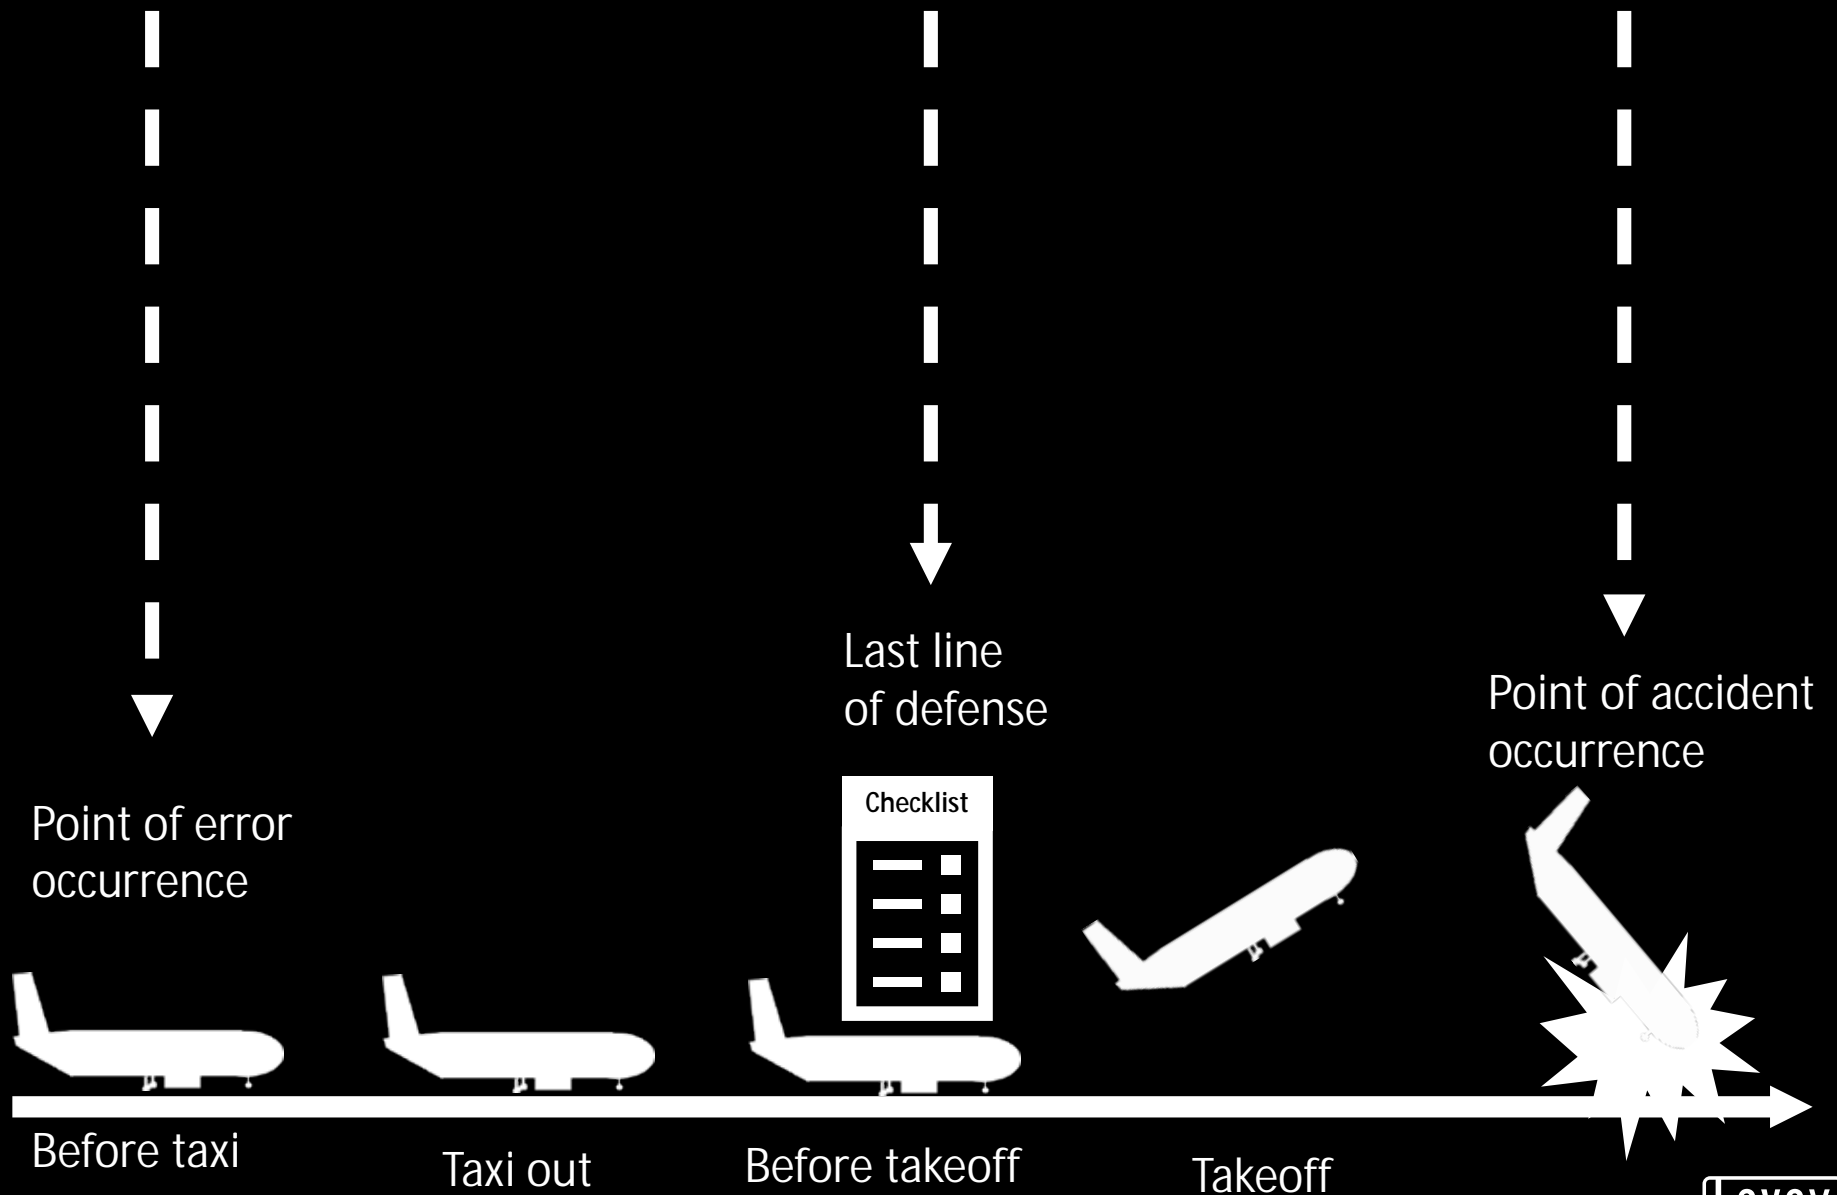 Last line
of defense
Point of accident
occurrence
Point of error
occurrence
Checklist
Before taxi
Taxi out
Before takeoff
Takeoff